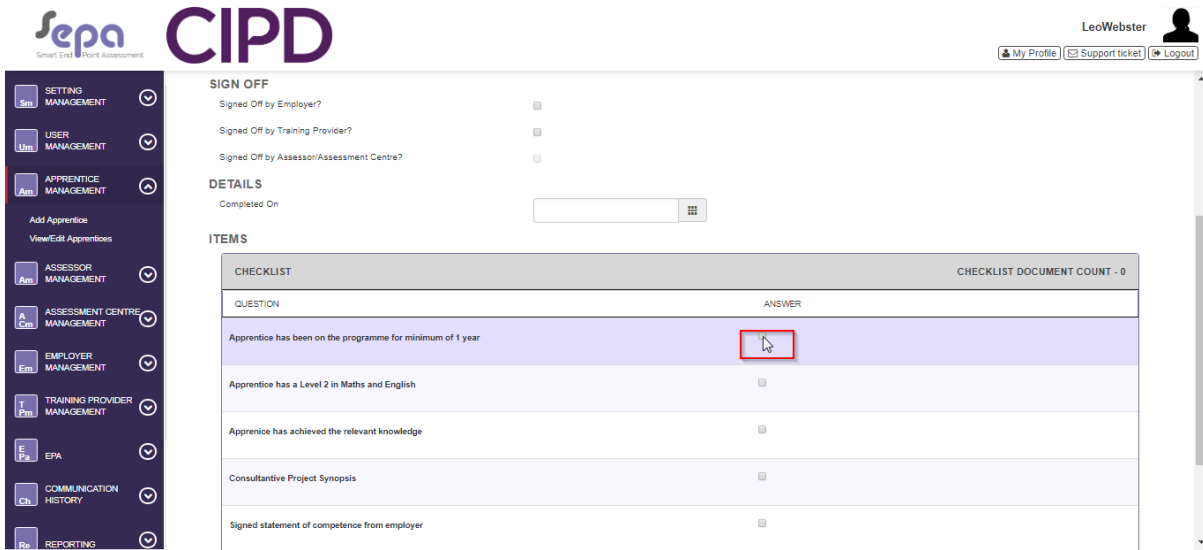 Sepa
Smart End Point Assessment
CIPD
LeoWebster
My Profile
Support ticket
Logout
Sm
SETTING
MANAGEMENT
Um
USER
MANAGEMENT
Am
APPRENTICE
MANAGEMENT
Add Apprentice
View/Edit Apprentices
Am
ASSESSOR
MANAGEMENT
A
Cm
ASSESSMENT CENTRE
MANAGEMENT
Em
EMPLOYER
MANAGEMENT
T
Pm
TRAINING PROVIDER
MANAGEMENT
E
Pa
EPA
Ch
COMMUNICATION
HISTORY
Re
REPORTING
SIGN OFF
Signed Off by Employer?
Signed Off by Training Provider?
Signed Off by Assessor/Assessment Centre?
DETAILS
Completed On
ITEMS
CHECKLIST CHECKLIST DOCUMENT COUNT - 0
QUESTION ANSWER
Apprentice has been on the programme for minimum of 1 year
Apprentice has a Level 2 in Maths and English
Apprenice has achieved the relevant knowledge
Consultantive Project Synopsis
Signed statement of competence from employer